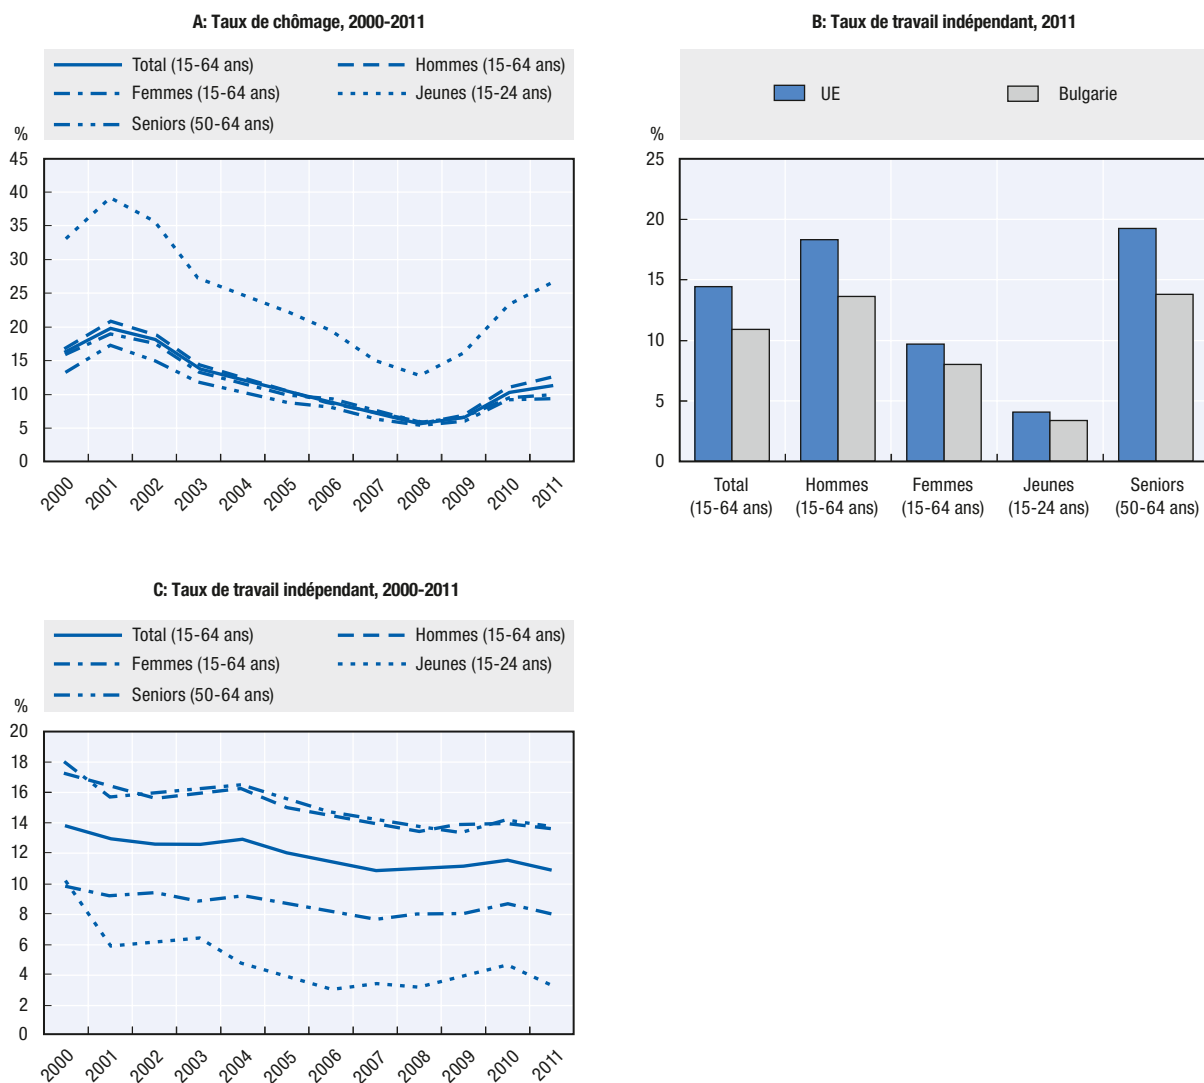 A: Taux de chômage, 2000-2011
Total (15-64 ans)
Hommes (15-64 ans)
Femmes (15-64 ans)
Jeunes (15-24 ans)
Seniors (50-64 ans)
%
45
40
35
30
25
20
15
10
5
0
2000
2001
2002
2003
2004
2005
2006
2007
2008
2009
2010
2011
B: Taux de travail indépendant, 2011
UE
Bulgarie
%
25
20
15
10
5
0
Total
(15-64 ans)
Hommes
(15-64 ans)
Femmes
(15-64 ans)
Jeunes
(15-24 ans)
Seniors
(50-64 ans)
C: Taux de travail indépendant, 2000-2011
Total (15-64 ans)
Hommes (15-64 ans)
Femmes (15-64 ans)
Jeunes (15-24 ans)
Seniors (50-64 ans)
%
20
18
16
14
12
10
8
6
4
2
0
2000
2001
2002
2003
2004
2005
2006
2007
2008
2009
2010
2011